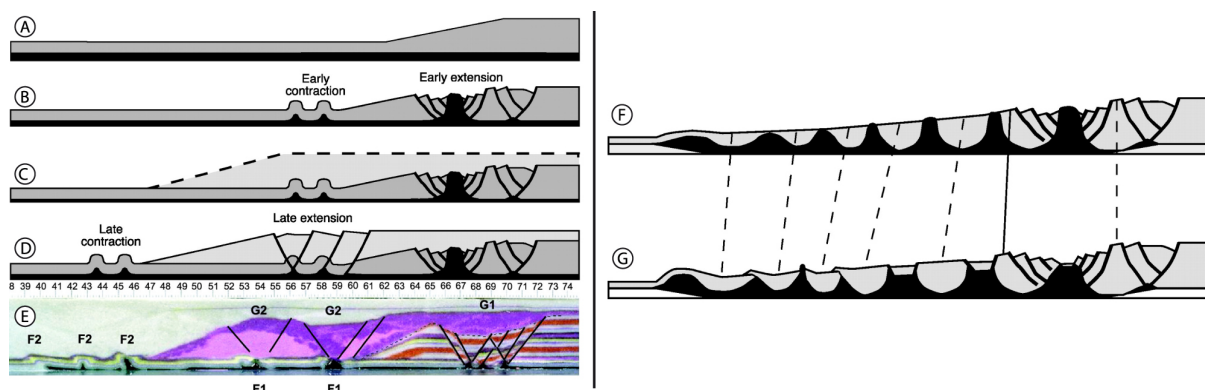 A
B
Early
contraction
Early extension
C
D
Late
contraction
Late extension
8 39 40 41 42 43 44 45 46 47 48 49 50 51 52 53 54 55 56 57 58 59 60 61 62 63 64 65 66 67 68 69 70 71 72 73 74
E
F2
F2
F2
G2
G2
G1
F1
F1
F
G